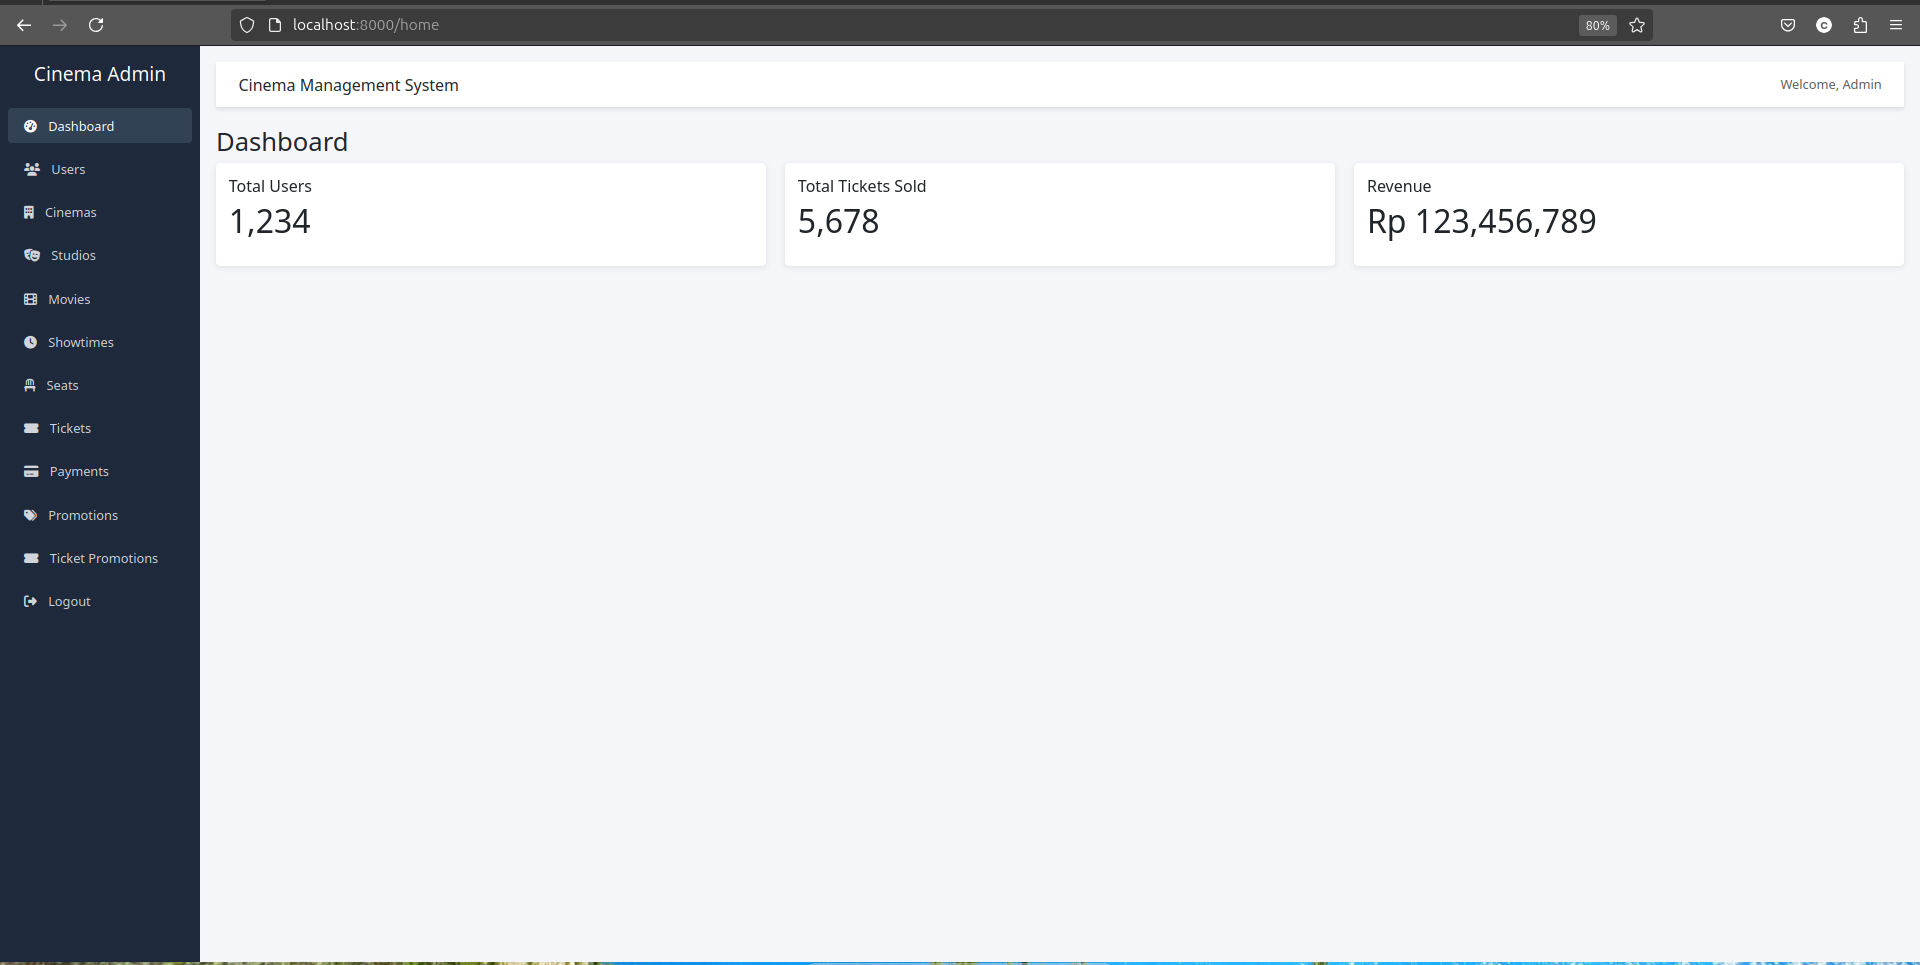 localhost:8000/home
80%
Cinema Admin
Dashboard
Users
Cinemas
Studios
Movies
Showtimes
Seats
Tickets
Payments
Promotions
Ticket Promotions
Logout
Cinema Management System
Welcome, Admin
Dashboard
Total Users
1,234
Total Tickets Sold
5,678
Revenue
Rp 123,456,789